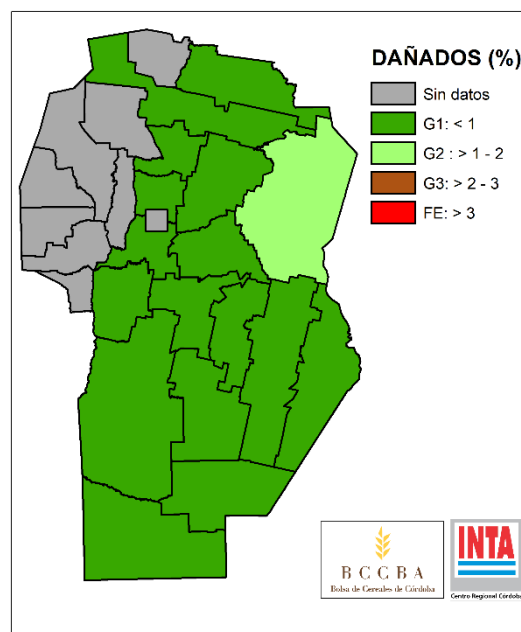 DAÑADOS (%)
Sin datos
G1: < 1
G2 : > 1 - 2
G3: > 2 - 3
FE: > 3
BCCBA
Bolsa de Cereales de Córdoba
INTA
Centro Regional Córdoba